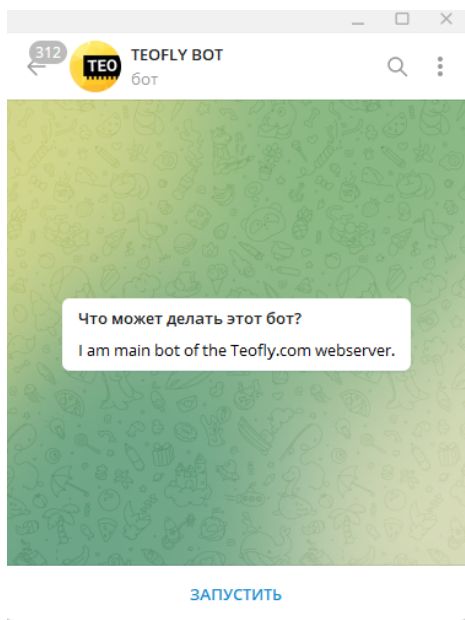 312
TEO
TEOFLY BOT
бот
Что может делать этот бот?
I am main bot of the Teofly.com webserver.
ЗАПУСТИТЬ